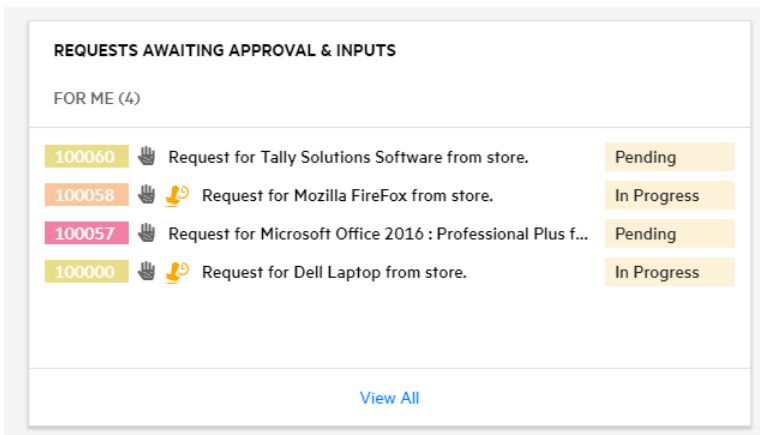 REQUESTS AWAITING APPROVAL & INPUTS
FOR ME (4)
100060 Request for Tally Solutions Software from store. Pending
100058 Request for Mozilla FireFox from store. In Progress
100057 Request for Microsoft Office 2016 : Professional Plus f... Pending
100000 Request for Dell Laptop from store. In Progress
View All